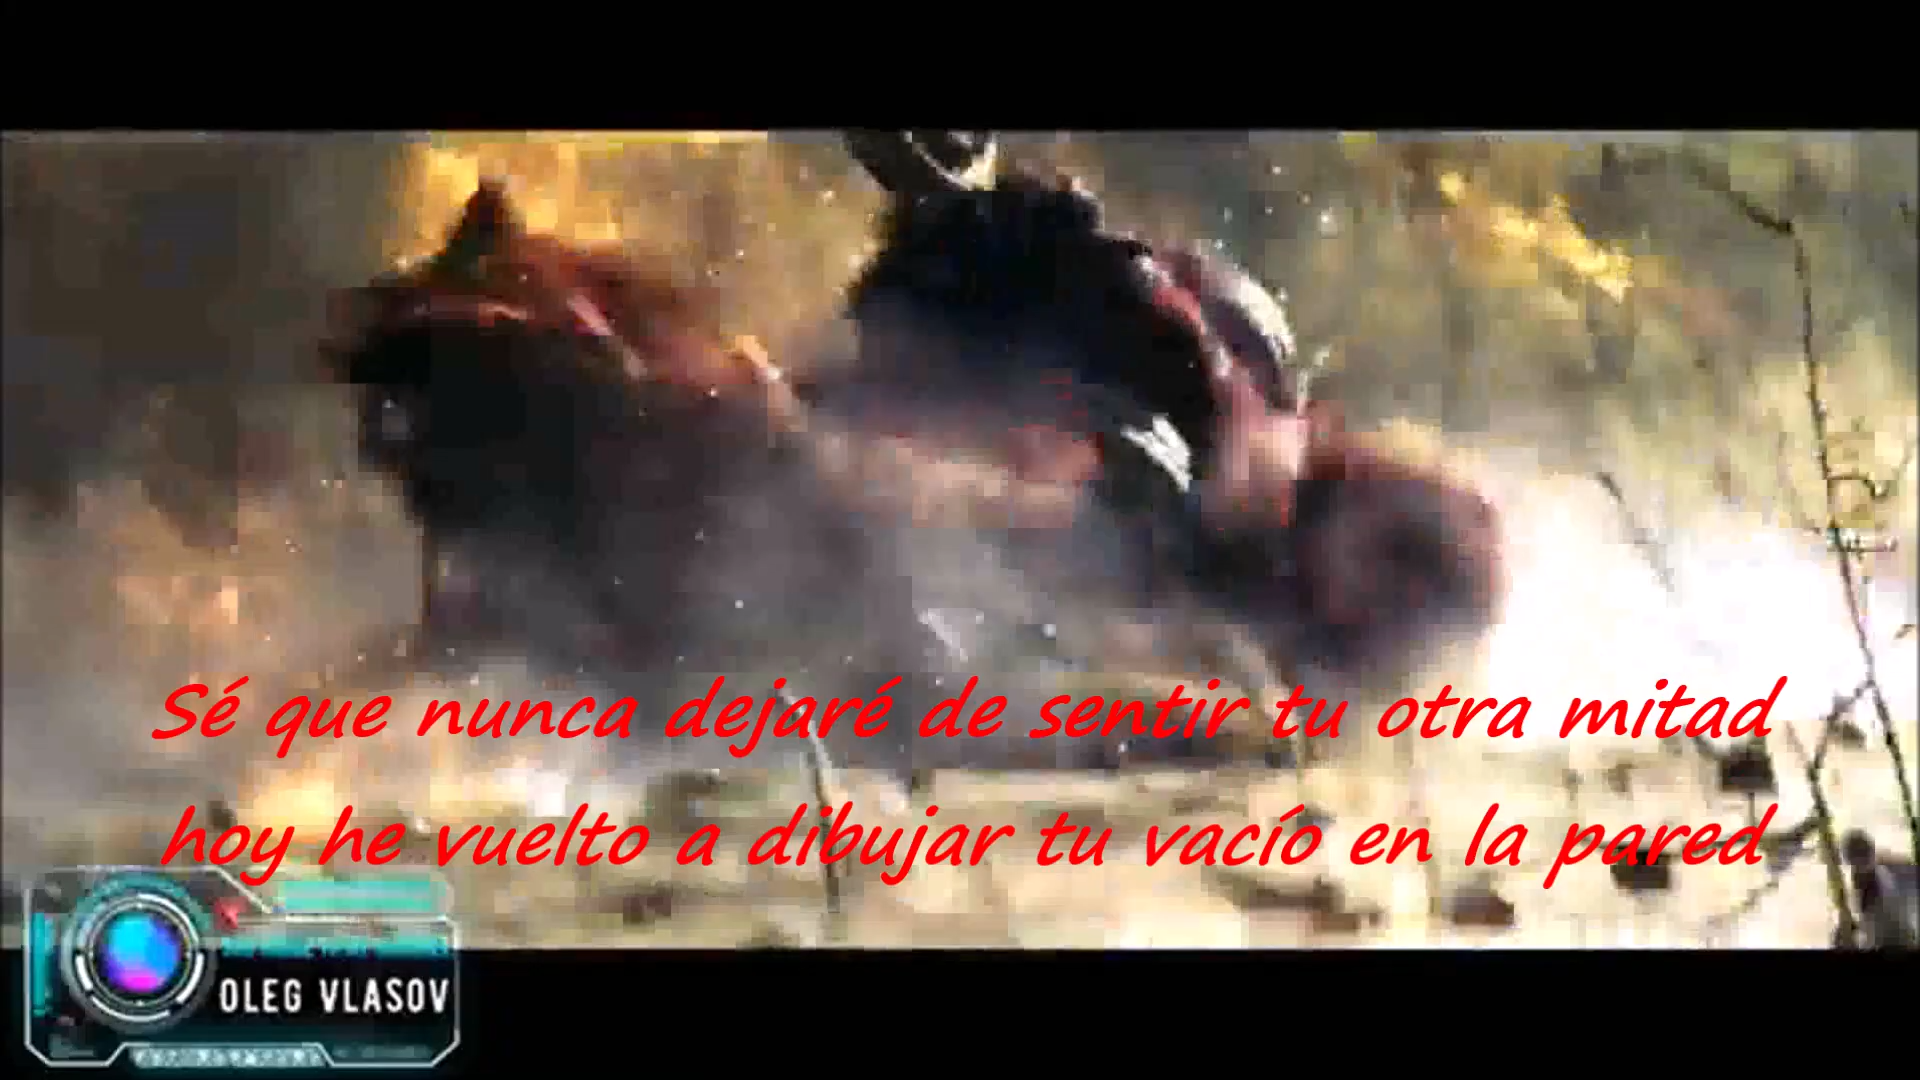 Sé que nunca dejaré de sentir tu otra mitad
hoy he vuelto a dibujar tu vacío en la pared
OLEG VLASOV